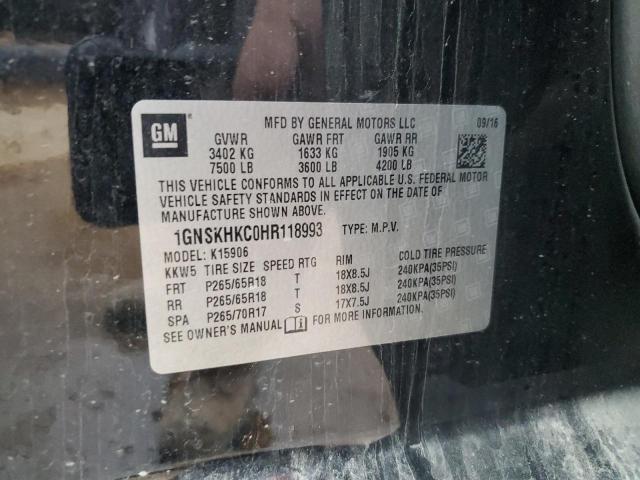 GM
MFD BY GENERAL MOTORS LLC 09/16
GVWR GAWR FRT GAWR RR
3402 KG 1633 KG 1905 KG
7500 LB 3600 LB 4200 LB
THIS VEHICLE CONFORMS TO ALL APPLICABLE U.S. FEDERAL MOTOR
VEHICLE SAFETY STANDARDS IN EFFECT ON THE DATE OF
MANUFACTURE SHOWN ABOVE.
1GNSKHKC0HR118993 TYPE: M.P.V.
MODEL: K15906
KKW5 TIRE SIZE SPEED RTG RIM COLD TIRE PRESSURE
FRT P265/65R18 T 18X8.5J 240KPA(35PSI)
RR P265/65R18 T 18X8.5J 240KPA(35PSI)
SPA P265/70R17 S 17X7.5J 240KPA(35PSI)
SEE OWNER'S MANUAL FOR MORE INFORMATION.